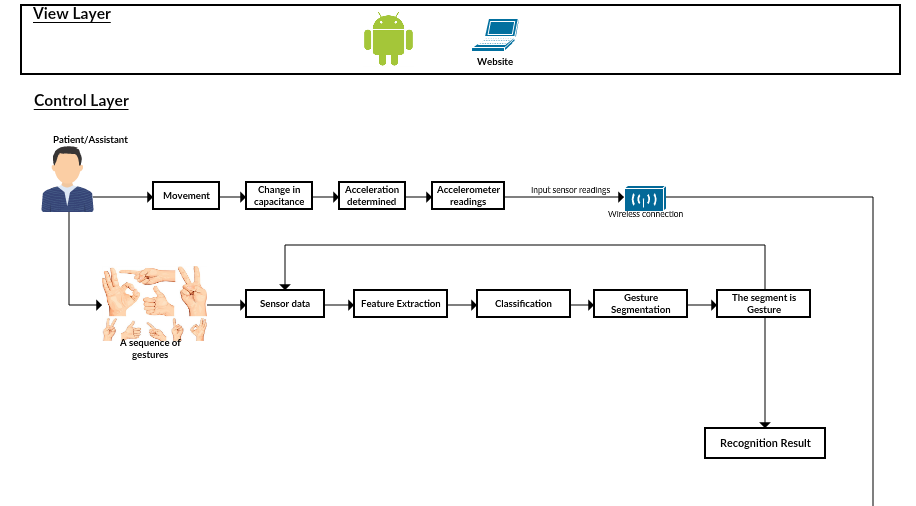 View Layer
Website
Control Layer
Patient/Assistant
Movement
Change in
capacitance
Acceleration
determined
Accelerometer
readings
Input sensor readings
Wireless connection
Sensor data
Feature Extraction
Classification
Gesture
Segmentation
The segment is
Gesture
A sequence of
gestures
Recognition Result